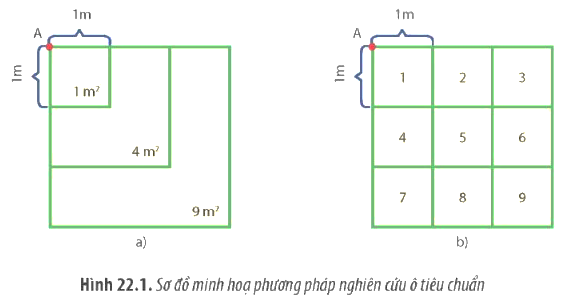 1m
A
1m
1 m²
4 m²
9 m²
a)
1m
A
1m
1 2 3
4 5 6
7 8 9
b)
Hình 22.1. Sơ đồ minh hoạ phương pháp nghiên cứu ô tiêu chuẩn